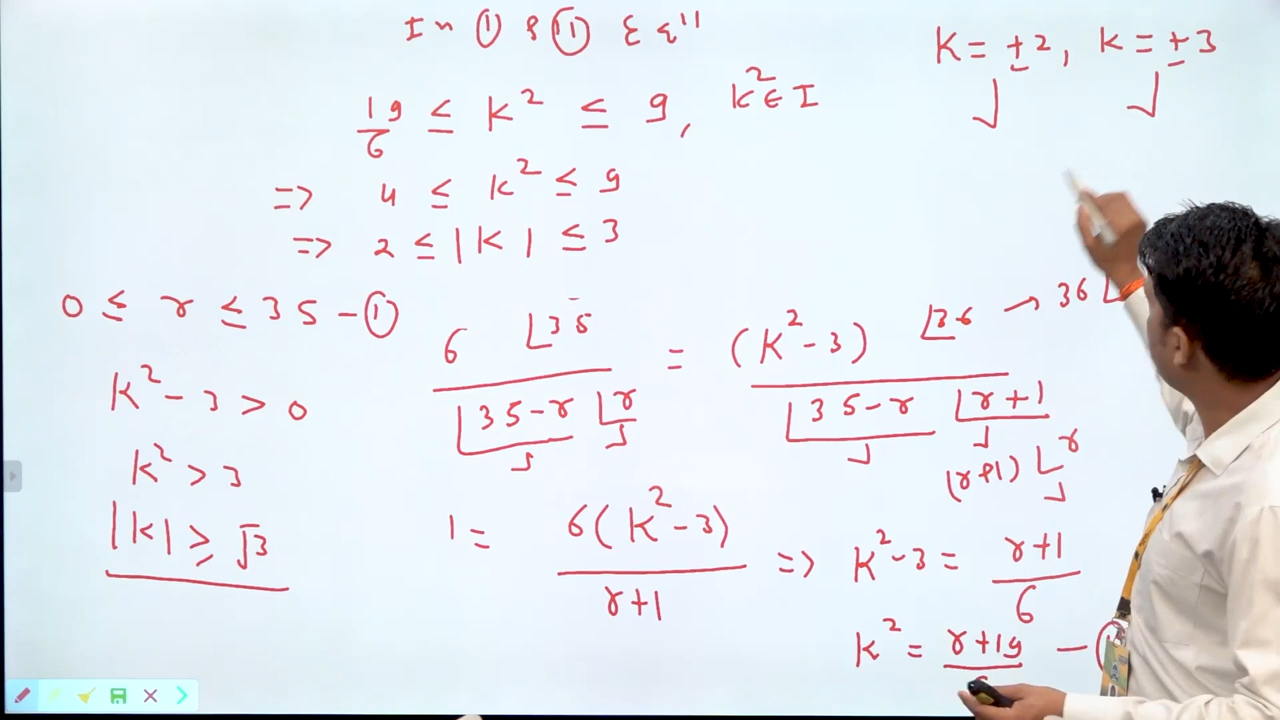 In ① & ⑪ Eqⁿ
19/6 ≤ k² ≤ 9, k² ∈ I
=> 4 ≤ k² ≤ 9
=> 2 ≤ |k| ≤ 3
K = ±2, k = ±3
0 ≤ r ≤ 35 - ①
k² - 3 > 0
k² > 3
|k| ≥ √3
6 ⌊35 / ⌊35-r ⌊r = (k² - 3) ⌊36 / ⌊35-r ⌊r+1
→ 36
(r+1) ⌊r
1 = 6(k² - 3) / r+1 => k² - 3 = r+1 / 6
k² = r+19 —